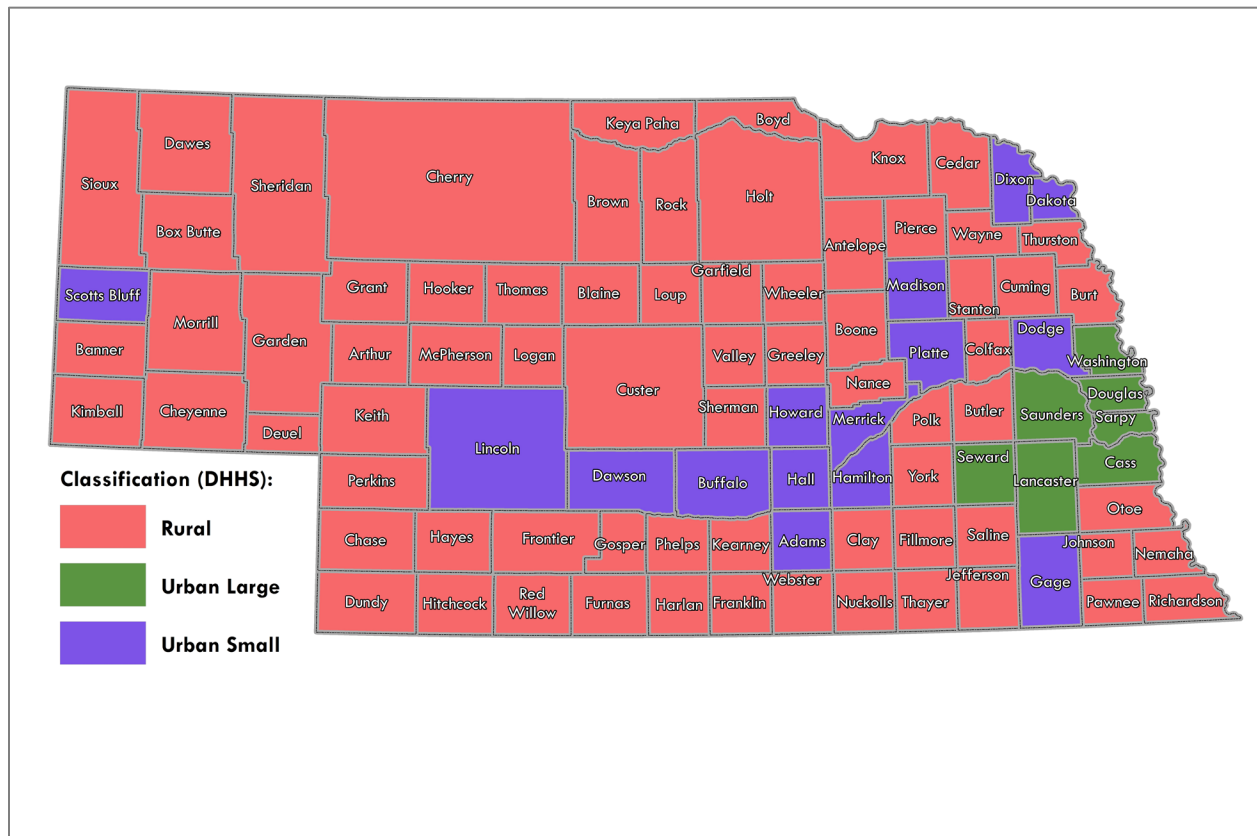 Keya Paha
Boyd
Dawes
Knox
Cedar
Sioux
Sheridan
Cherry
Dixon
Brown
Rock
Holt
Dakota
Box Butte
Antelope
Pierce
Wayne
Thurston
Scotts Bluff
Grant
Hooker
Thomas
Blaine
Loup
Garfield
Wheeler
Madison
Stanton
Cuming
Burt
Morrill
Garden
Boone
Banner
Arthur
McPherson
Logan
Valley
Greeley
Platte
Colfax
Dodge
Washington
Custer
Nance
Douglas
Kimball
Cheyenne
Keith
Sherman
Howard
Merrick
Polk
Butler
Saunders
Sarpy
Deuel
Lincoln
Perkins
Dawson
Buffalo
Hall
Hamilton
York
Seward
Lancaster
Cass
Otoe
Chase
Hayes
Frontier
Gosper
Phelps
Kearney
Adams
Clay
Fillmore
Saline
Johnson
Nemaha
Dundy
Hitchcock
Red
Willow
Furnas
Harlan
Franklin
Webster
Nuckolls
Thayer
Jefferson
Gage
Pawnee
Richardson
Classification (DHHS):
Rural
Urban Large
Urban Small